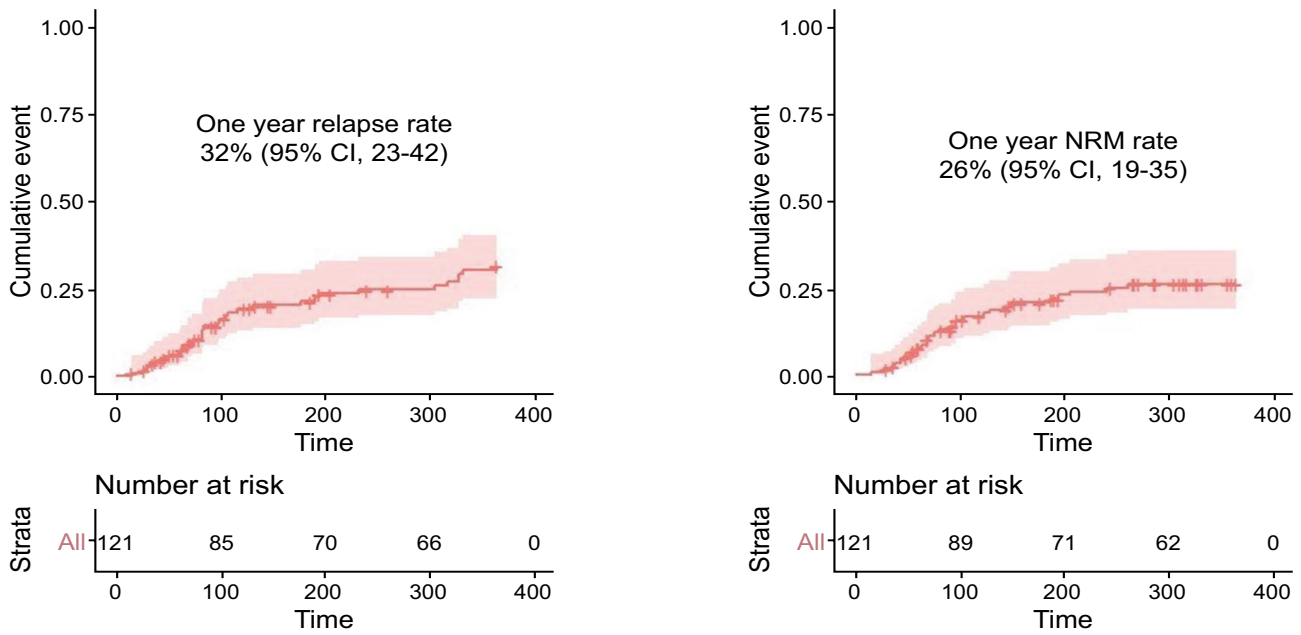 1.00
0.75
0.50
0.25
0.00
Cumulative event
One year relapse rate
32% (95% CI, 23-42)
0 100 200 300 400
Time
Number at risk
Strata
All 121 85 70 66 0
0 100 200 300 400
Time
1.00
0.75
0.50
0.25
0.00
Cumulative event
One year NRM rate
26% (95% CI, 19-35)
0 100 200 300 400
Time
Number at risk
Strata
All 121 89 71 62 0
0 100 200 300 400
Time